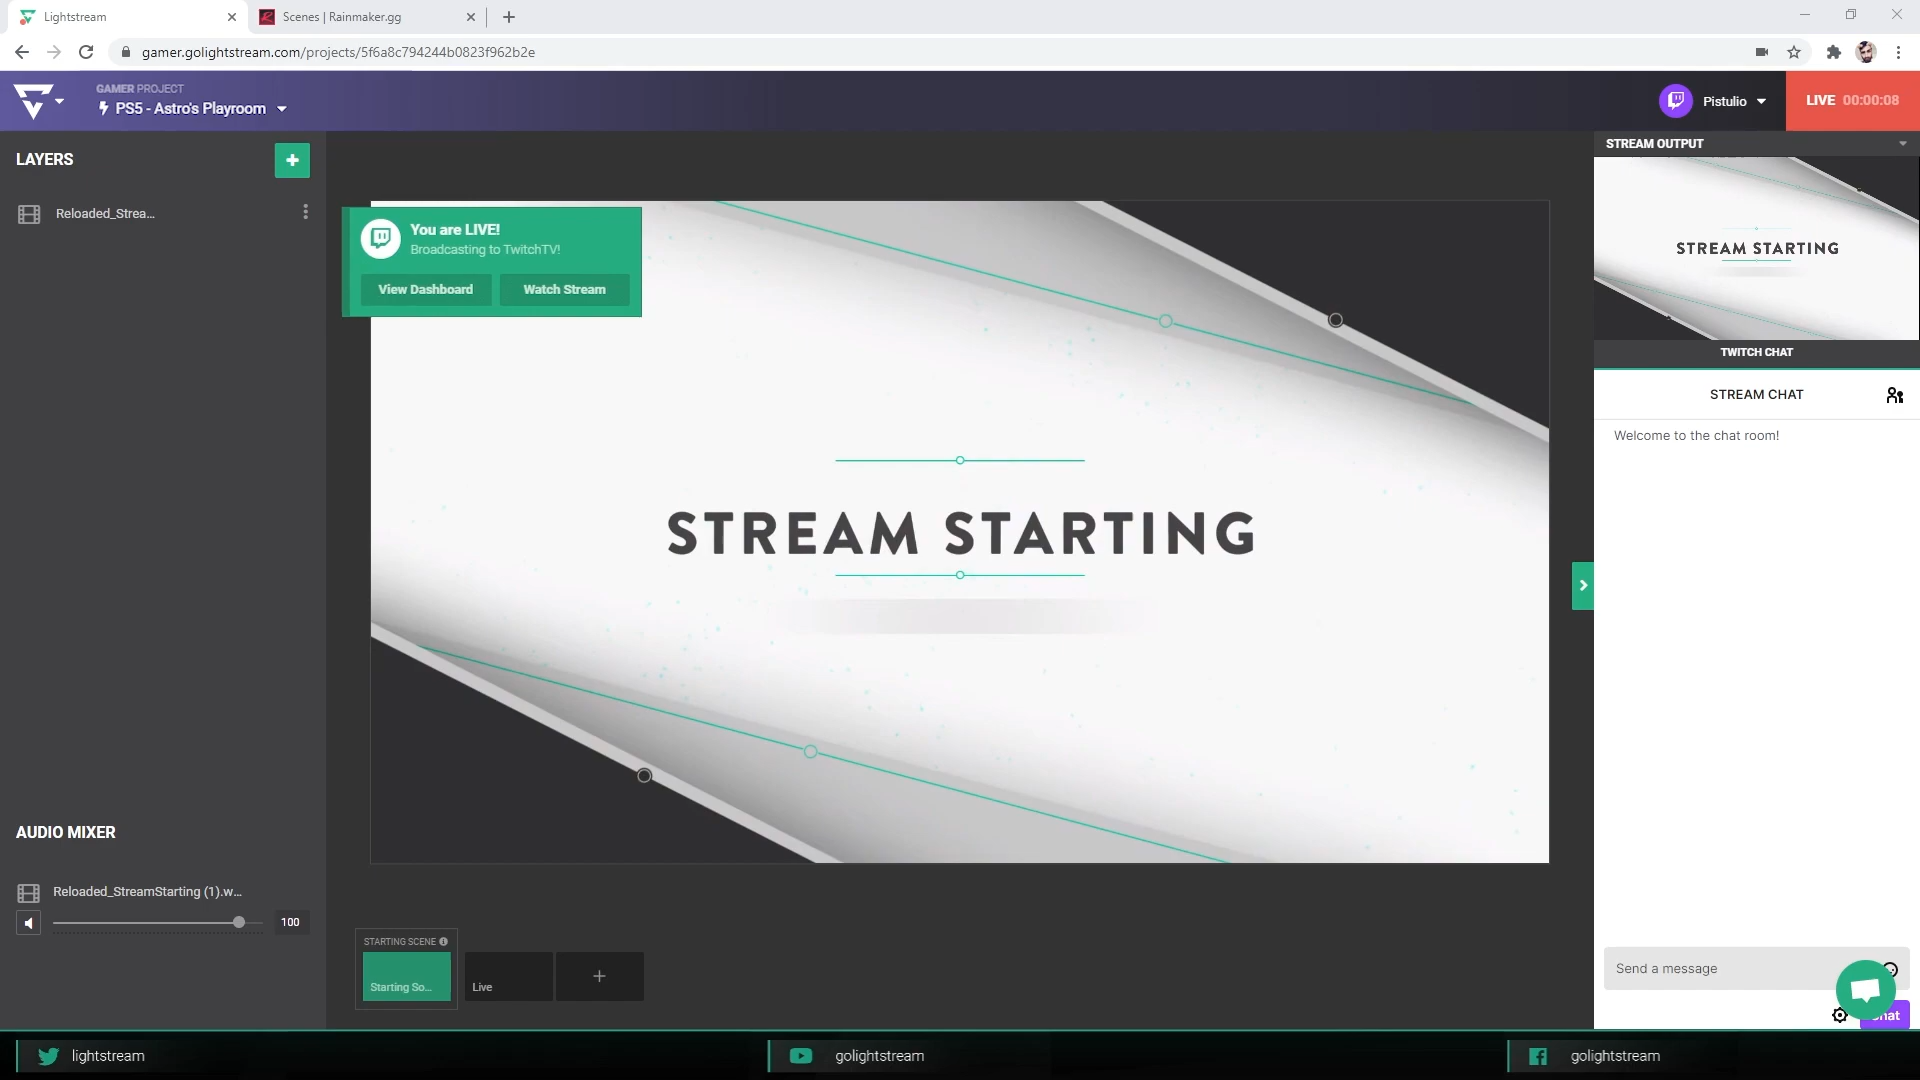 Lightstream
Scenes | Rainmaker.gg
gamer.golightstream.com/projects/5f6a8c794244b0823f962b2e
GAMER PROJECT
PS5 - Astro's Playroom
Pistulio
LIVE 00:00:08
LAYERS
Reloaded_Strea...
You are LIVE!
Broadcasting to TwitchTV!
View Dashboard
Watch Stream
STREAM STARTING
STREAM OUTPUT
STREAM STARTING
TWITCH CHAT
STREAM CHAT
Welcome to the chat room!
AUDIO MIXER
Reloaded_StreamStarting (1).w...
100
STARTING SCENE
Starting So...
Live
Send a message
hat
lightstream
golightstream
golightstream